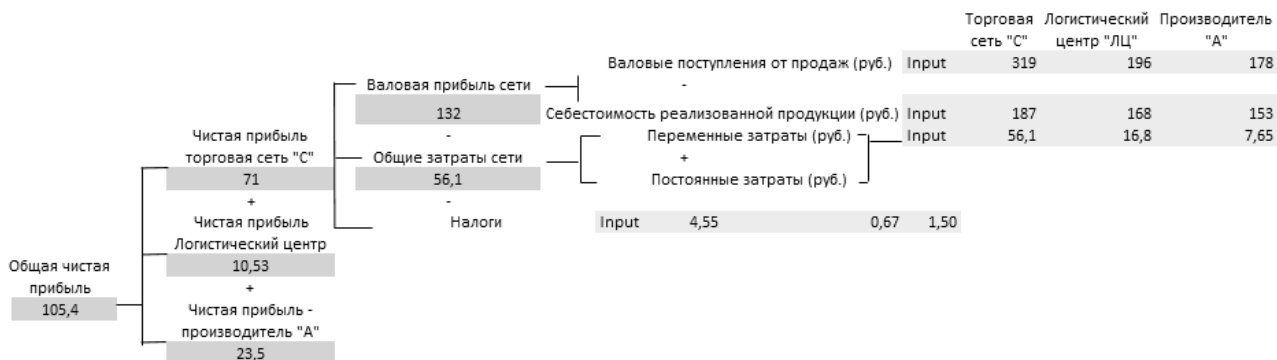 Торговая Логистический Производитель
сеть "С" центр "ЛЦ" "А"
Валовые поступления от продаж (руб.) Input 319 196 178
Валовая прибыль сети -
132 Себестоимость реализованной продукции (руб.) Input 187 168 153
Чистая прибыль - Переменные затраты (руб.) Input 56,1 16,8 7,65
торговая сеть "С" Общие затраты сети +
71 56,1 Постоянные затраты (руб.)
+ -
Чистая прибыль Налоги Input 4,55 0,67 1,50
Логистический центр
Общая чистая 10,53
прибыль +
105,4 Чистая прибыль -
производитель "А"
23,5